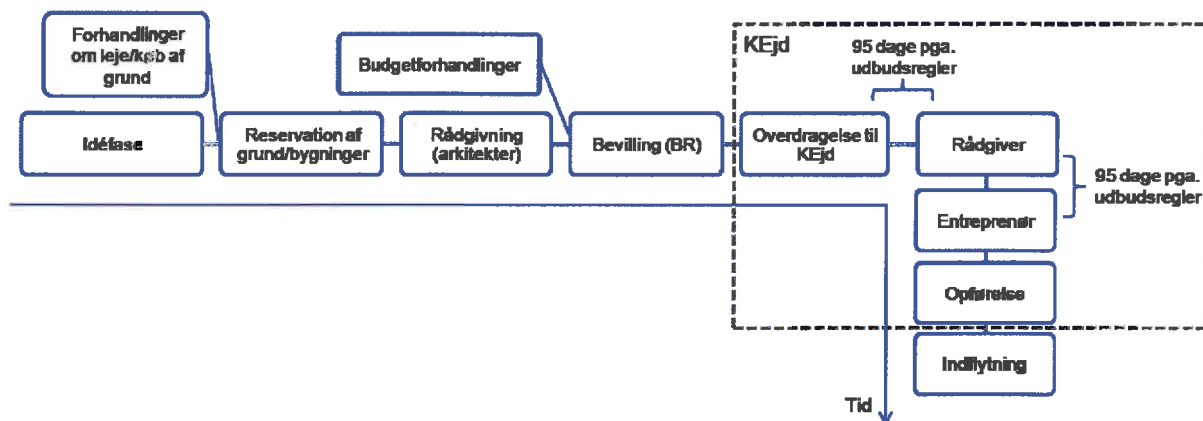 Forhandlinger
om leje/køb af
grund
Budgetforhandlinger
KEjd
95 dage pga.
udbudsregler
Idéfase
Reservation af
grund/bygninger
Rådgivning
(arkitekter)
Bevilling (BR)
Overdragelse til
KEjd
Rådgiver
95 dage pga.
udbudsregler
Entreprenør
Opførelse
Indflytning
Tid